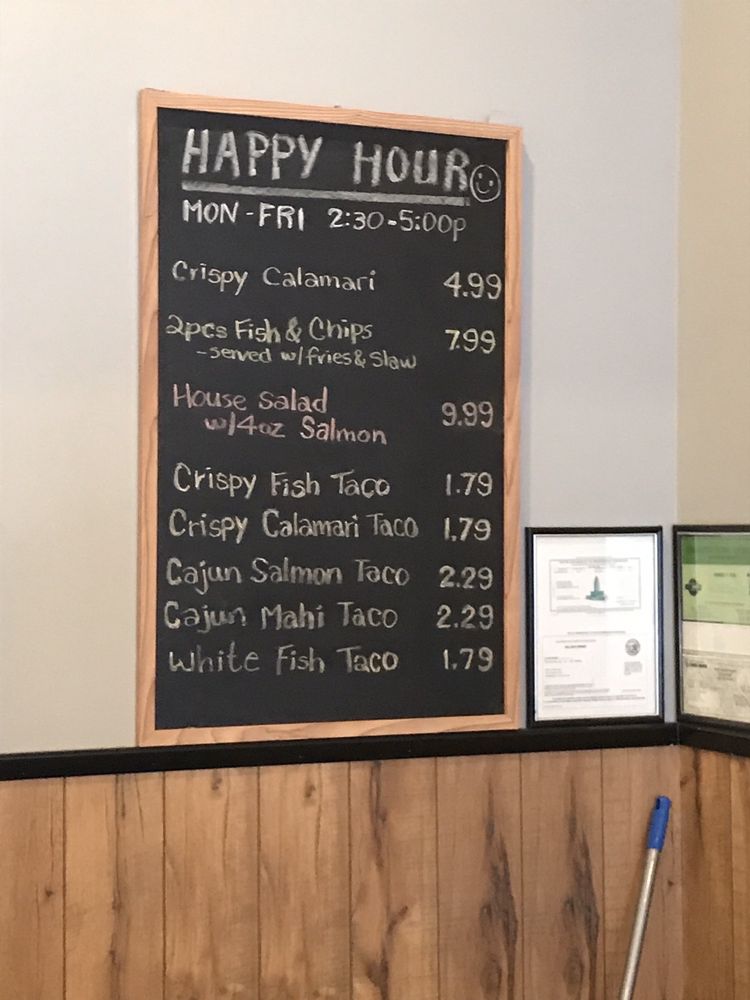 HAPPY HOUR
MON-FRI 2:30-5:00p
Crispy Calamari 4.99
2pcs Fish & Chips 7.99
-served w/fries & Slaw
House Salad 9.99
w/4oz Salmon
Crispy Fish Taco 1.79
Crispy Calamari Taco 1.79
Cajun Salmon Taco 2.29
Cajun Mahi Taco 2.29
White Fish Taco 1.79